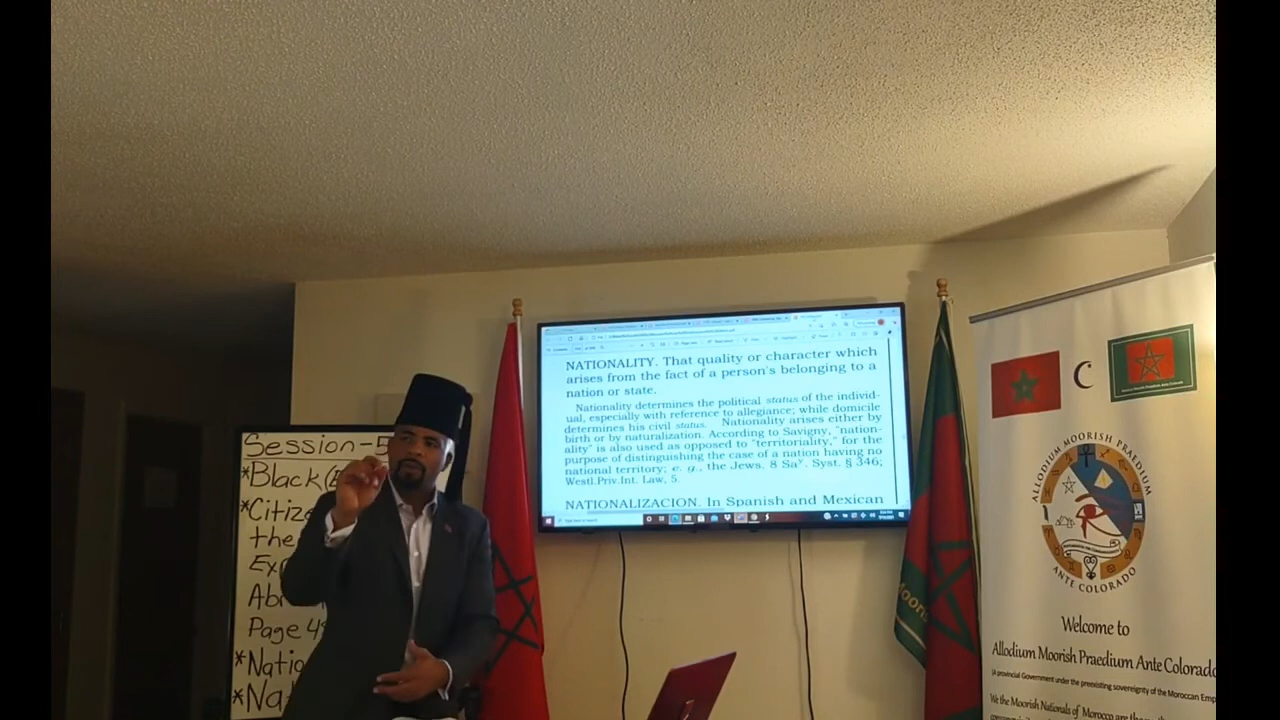 Session-5
*Black(
*Citize
the
Ex
Abr
Page 4
*Natio
*Na
NATIONALITY. That quality or character which
arises from the fact of a person's belonging to a
nation or state.
Nationality determines the political status of the individ-
ual, especially with reference to allegiance; while domicile
determines his civil status. Nationality arises either by
birth or by naturalization. According to Savigny, "nation-
ality" is also used as opposed to "territoriality," for the
purpose of distinguishing the case of a nation having no
national territory; e. g., the Jews. 8 Say. Syst. § 346;
Westl.Priv.Int. Law, 5.
NATIONALIZACION. In Spanish and Mexican
Moori
ALLODIUM MOORISH PRAEDIUM
ANTE COLORADO
Welcome to
Allodium Moorish Praedium Ante Colorado
(A provincial Government under the preexisting sovereignty of the Moroccan Emp
We the Moorish Nationals of Morocco are